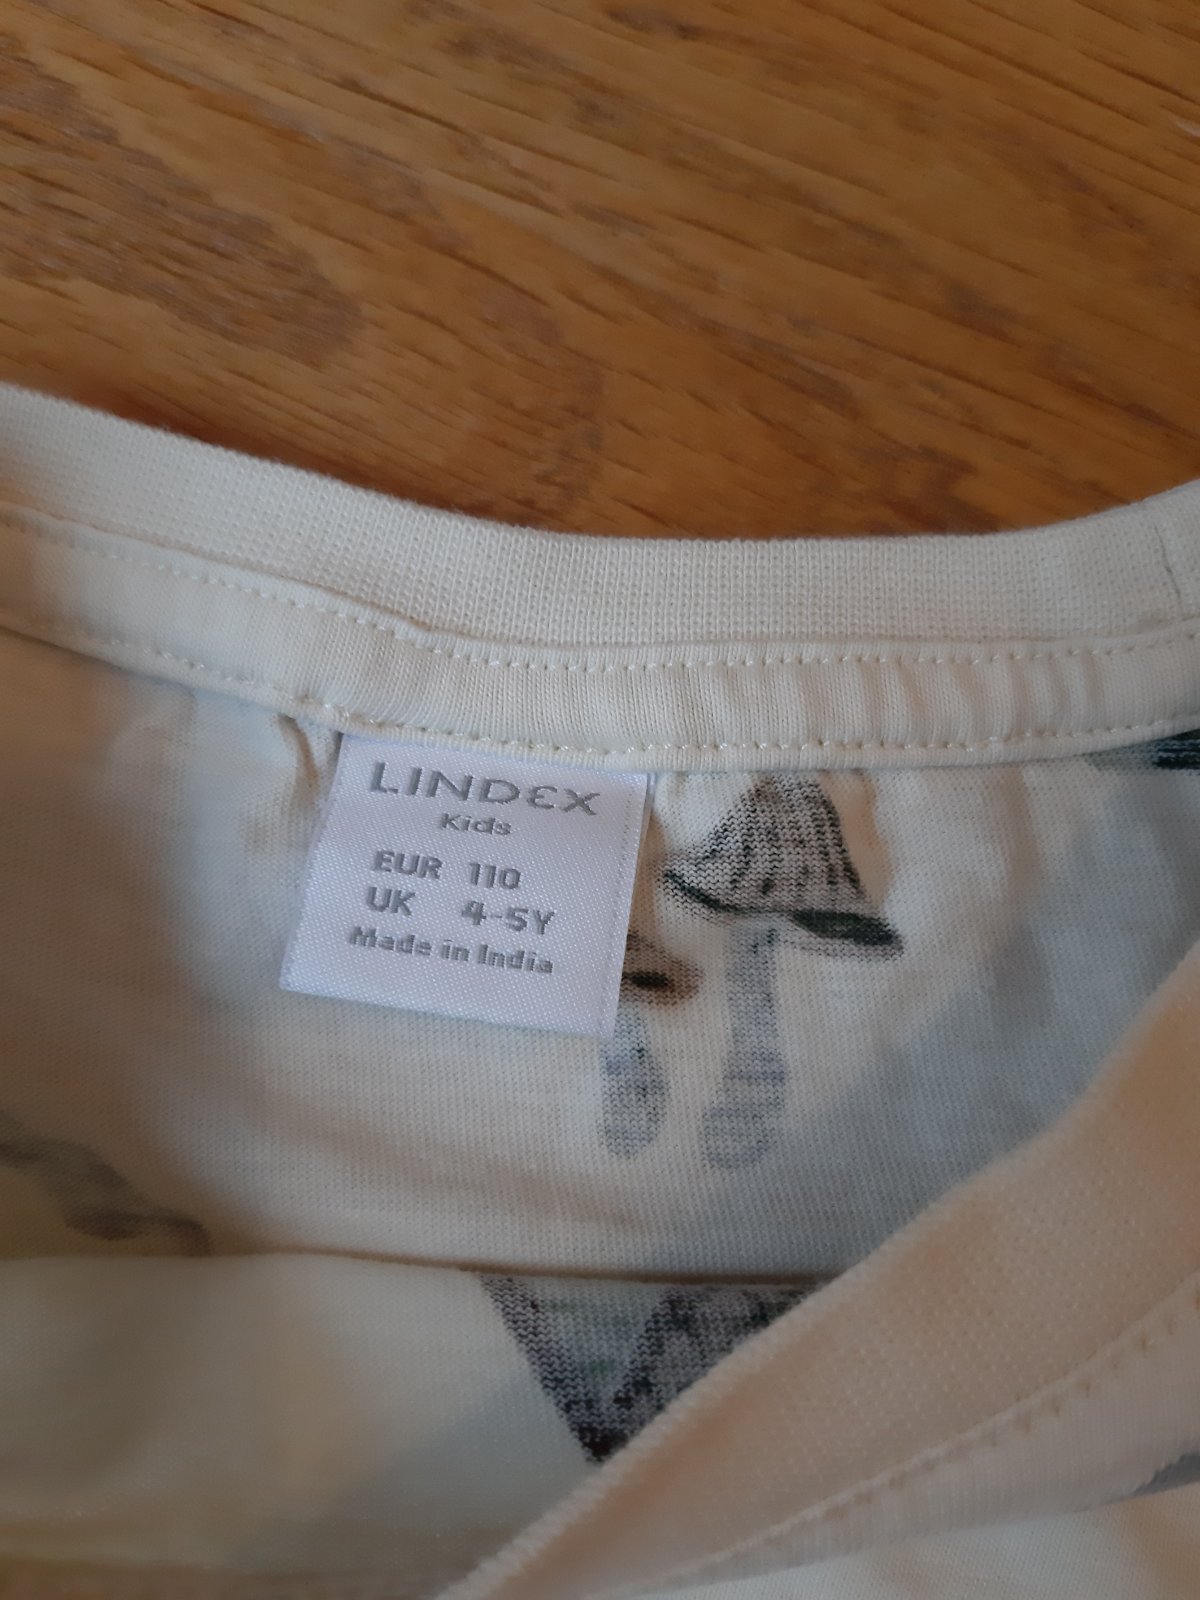 LINDEX
Kids
EUR 110
UK 4-5Y
Made in India